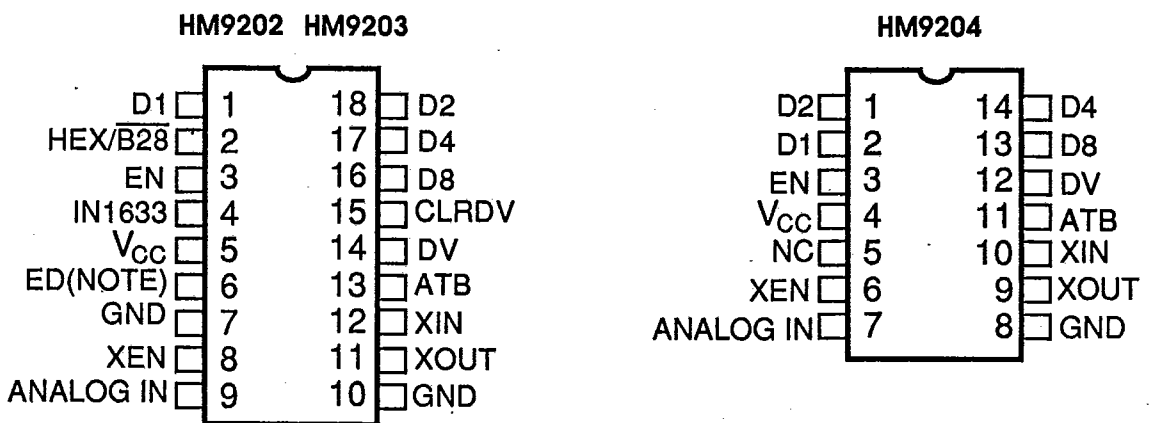 HM9202 HM9203
D1 1 18 D2
HEX/B28 2 17 D4
EN 3 16 D8
IN1633 4 15 CLRDV
VCC 5 14 DV
ED(NOTE) 6 13 ATB
GND 7 12 XIN
XEN 8 11 XOUT
ANALOG IN 9 10 GND
HM9204
D2 1 14 D4
D1 2 13 D8
EN 3 12 DV
VCC 4 11 ATB
NC 5 10 XIN
XEN 6 9 XOUT
ANALOG IN 7 8 GND